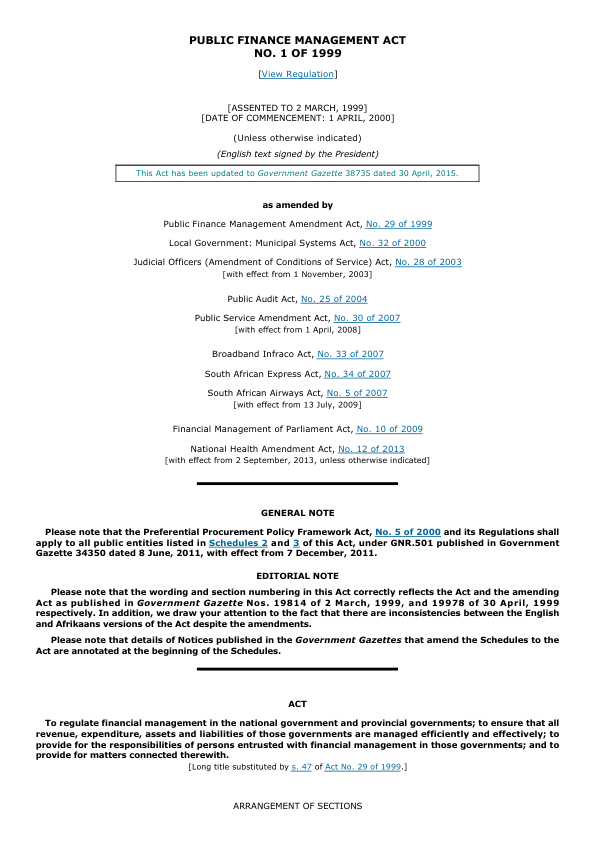 PUBLIC FINANCE MANAGEMENT ACT
NO. 1 OF 1999
[View Regulation]
[ASSENTED TO 2 MARCH, 1999]
[DATE OF COMMENCEMENT: 1 APRIL, 2000]
(Unless otherwise indicated)
(English text signed by the President)
This Act has been updated to Government Gazette 38735 dated 30 April, 2015.
as amended by
Public Finance Management Amendment Act, No. 29 of 1999
Local Government: Municipal Systems Act, No. 32 of 2000
Judicial Officers (Amendment of Conditions of Service) Act, No. 28 of 2003
[with effect from 1 November, 2003]
Public Audit Act, No. 25 of 2004
Public Service Amendment Act, No. 30 of 2007
[with effect from 1 April, 2008]
Broadband Infraco Act, No. 33 of 2007
South African Express Act, No. 34 of 2007
South African Airways Act, No. 5 of 2007
[with effect from 13 July, 2009]
Financial Management of Parliament Act, No. 10 of 2009
National Health Amendment Act, No. 12 of 2013
[with effect from 2 September, 2013, unless otherwise indicated]
GENERAL NOTE
Please note that the Preferential Procurement Policy Framework Act, No. 5 of 2000 and its Regulations shall
apply to all public entities listed in Schedules 2 and 3 of this Act, under GNR.501 published in Government
Gazette 34350 dated 8 June, 2011, with effect from 7 December, 2011.
EDITORIAL NOTE
Please note that the wording and section numbering in this Act correctly reflects the Act and the amending
Act as published in Government Gazette Nos. 19814 of 2 March, 1999, and 19978 of 30 April, 1999
respectively. In addition, we draw your attention to the fact that there are inconsistencies between the English
and Afrikaans versions of the Act despite the amendments.
Please note that details of Notices published in the Government Gazettes that amend the Schedules to the
Act are annotated at the beginning of the Schedules.
ACT
To regulate financial management in the national government and provincial governments; to ensure that all
revenue, expenditure, assets and liabilities of those governments are managed efficiently and effectively; to
provide for the responsibilities of persons entrusted with financial management in those governments; and to
provide for matters connected therewith.
[Long title substituted by s. 47 of Act No. 29 of 1999.]
ARRANGEMENT OF SECTIONS